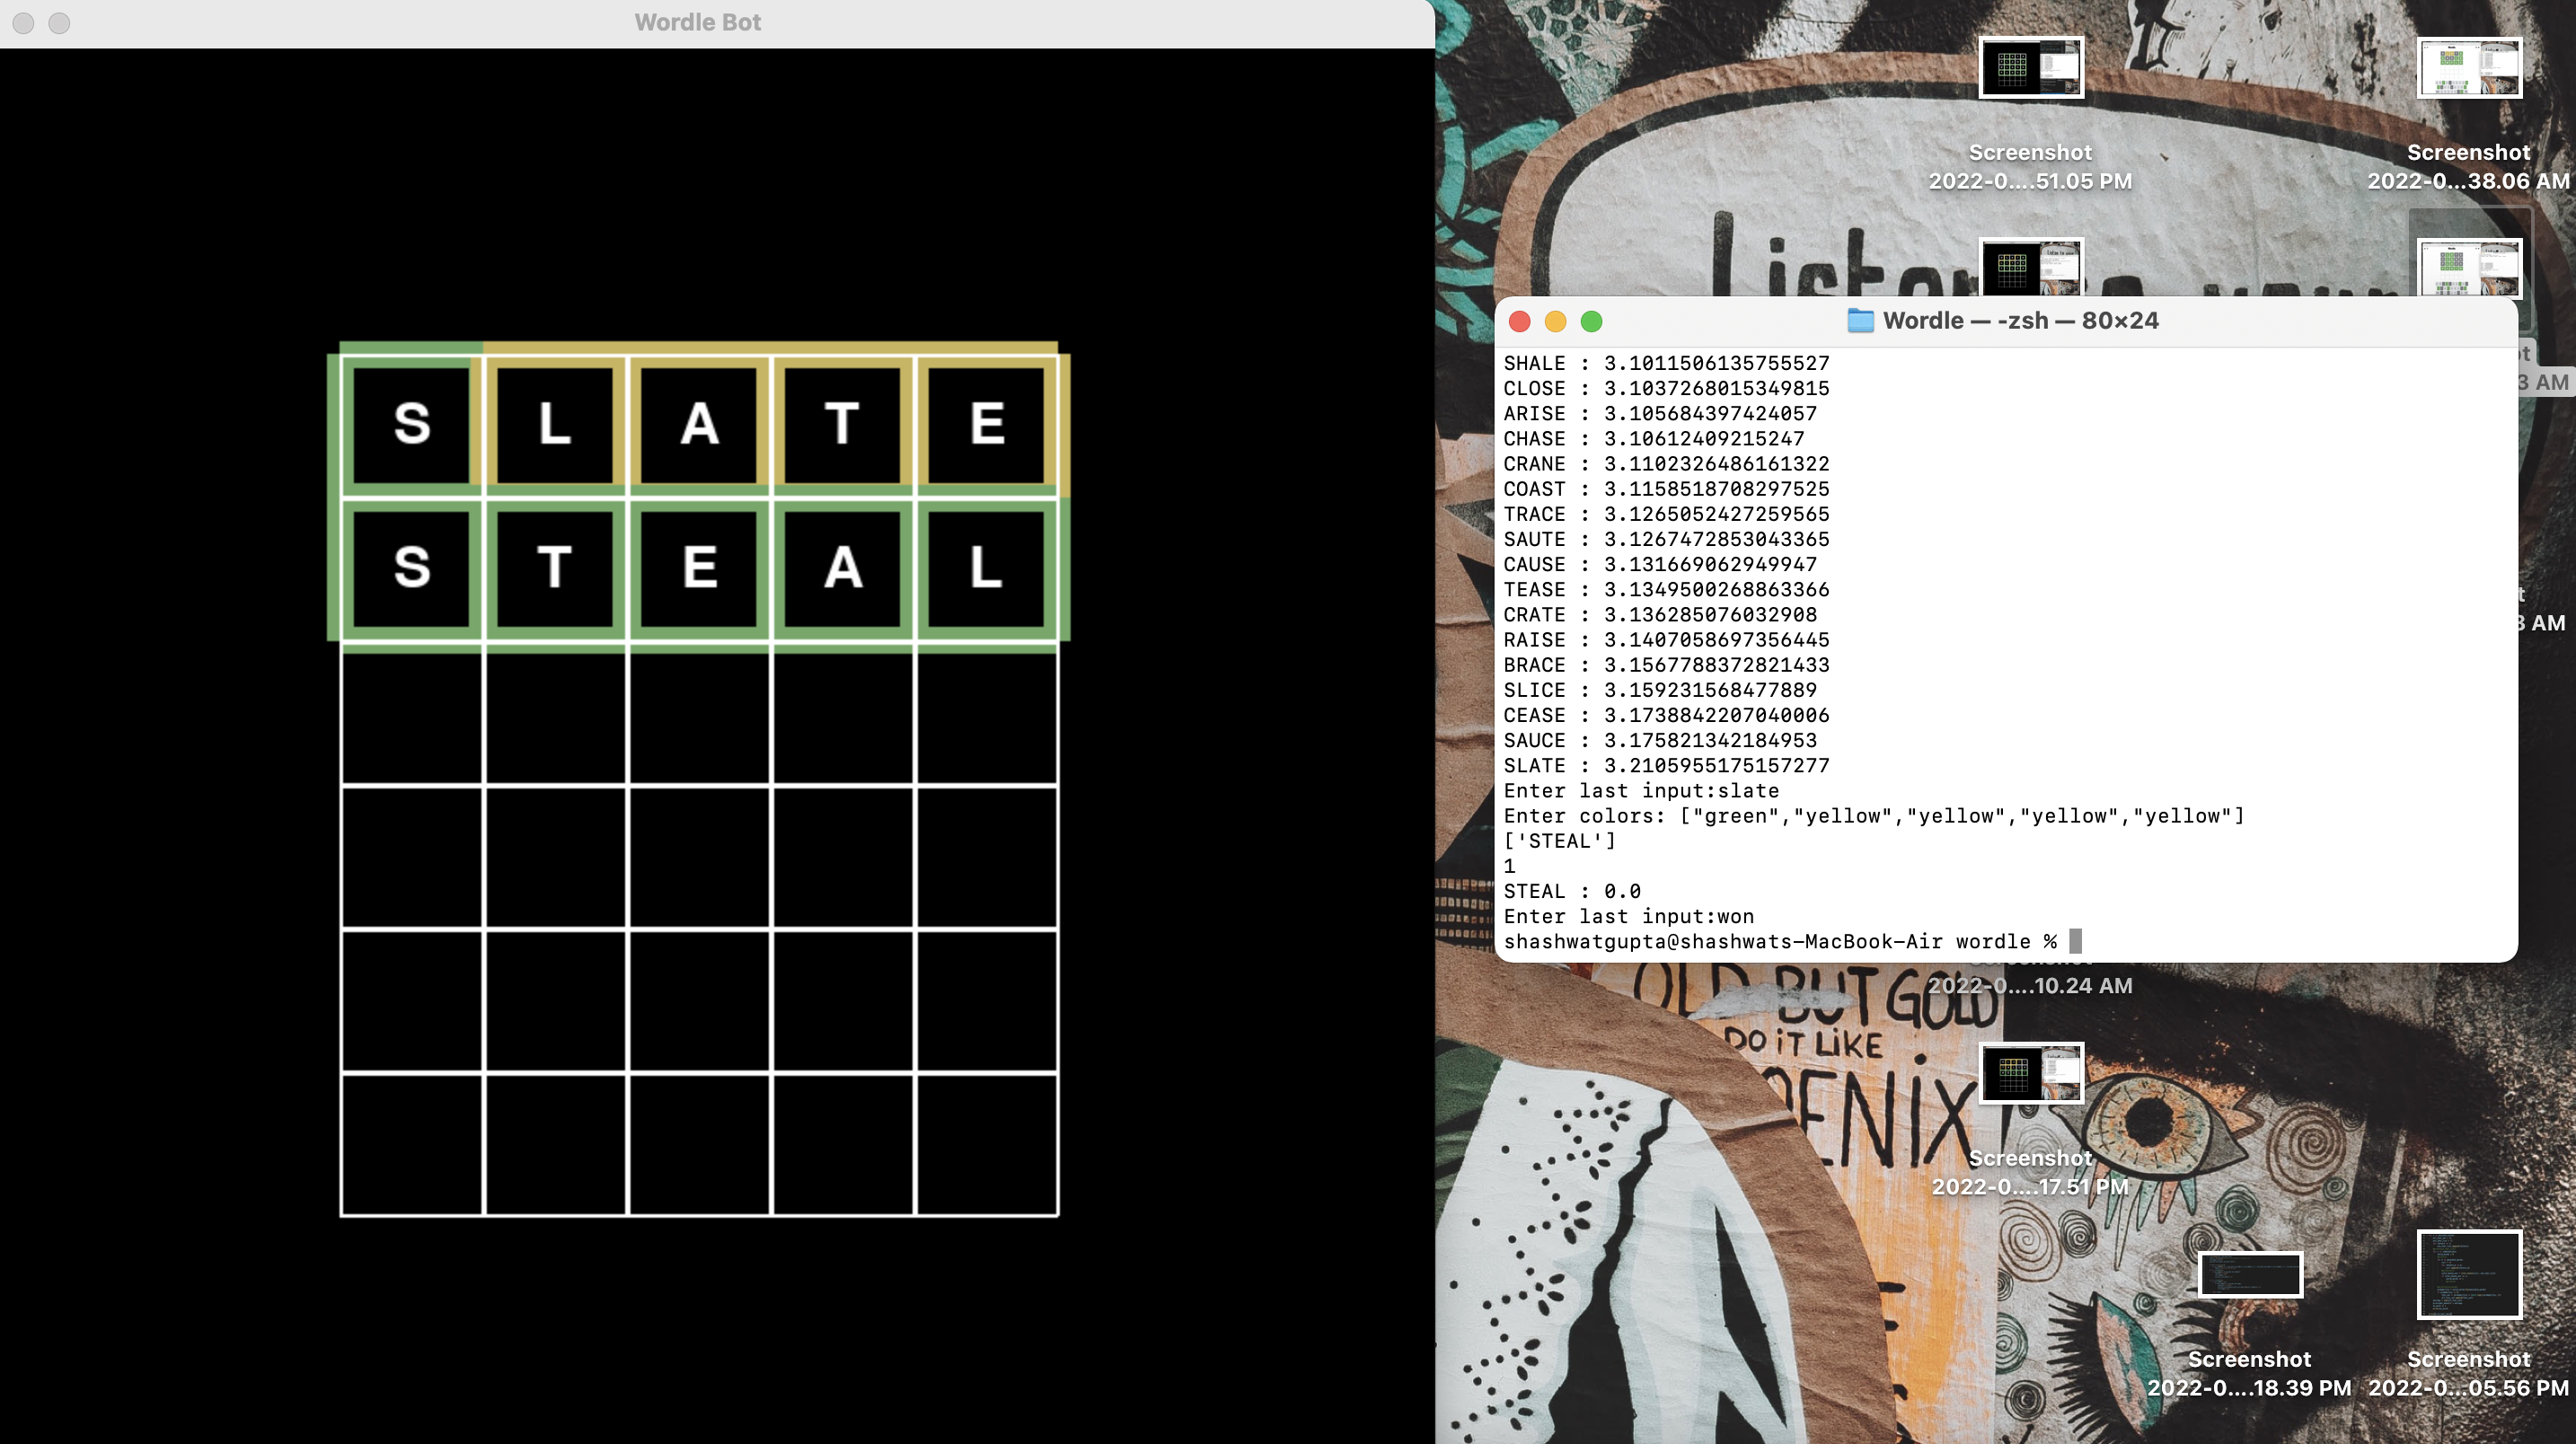 Wordle Bot
S L A T E
S T E A L
Screenshot
2022-0....51.05 PM
Screenshot
2022-0...38.06 AM
Wordle — -zsh — 80×24
SHALE : 3.1011506135755527
CLOSE : 3.1037268015349815
ARISE : 3.105684397424057
CHASE : 3.10612409215247
CRANE : 3.1102326486161322
COAST : 3.1158518708297525
TRACE : 3.1265052427259565
SAUTE : 3.1267472853043365
CAUSE : 3.131669062949947
TEASE : 3.1349500268863366
CRATE : 3.136285076032908
RAISE : 3.1407058697356445
BRACE : 3.1567788372821433
SLICE : 3.159231568477889
CEASE : 3.1738842207040006
SAUCE : 3.175821342184953
SLATE : 3.2105955175157277
Enter last input:slate
Enter colors: ["green","yellow","yellow","yellow","yellow"]
['STEAL']
1
STEAL : 0.0
Enter last input:won
shashwatgupta@shashwats-MacBook-Air wordle %
3 AM
3 AM
2022-0....10.24 AM
OLD BUT GOLD
DO iT LiKE
Screenshot
2022-0....17.51 PM
Screenshot
2022-0....18.39 PM
Screenshot
2022-0...05.56 PM